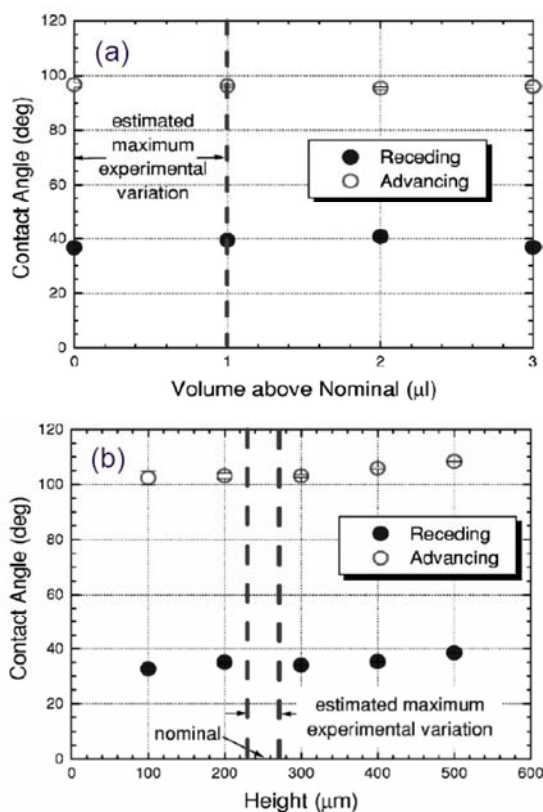 (a)
120
100
80
60
40
20
0
Contact Angle (deg)
estimated
maximum
experimental
variation
Receding
Advancing
0 1 2 3
Volume above Nominal (μl)
(b)
120
100
80
60
40
20
0
Contact Angle (deg)
Receding
Advancing
estimated maximum
experimental variation
nominal
0 100 200 300 400 500 600
Height (μm)